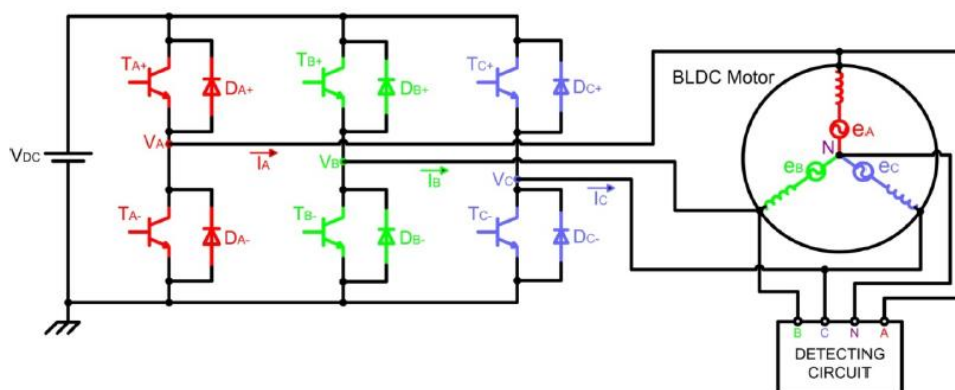 TA+
DA+
TB+
DB+
TC+
DC+
BLDC Motor
VDC
VA
IA
VB
IB
VC
IC
eA
N
eB
eC
TA-
DA-
TB-
DB-
TC-
DC-
B C N A
DETECTING
CIRCUIT